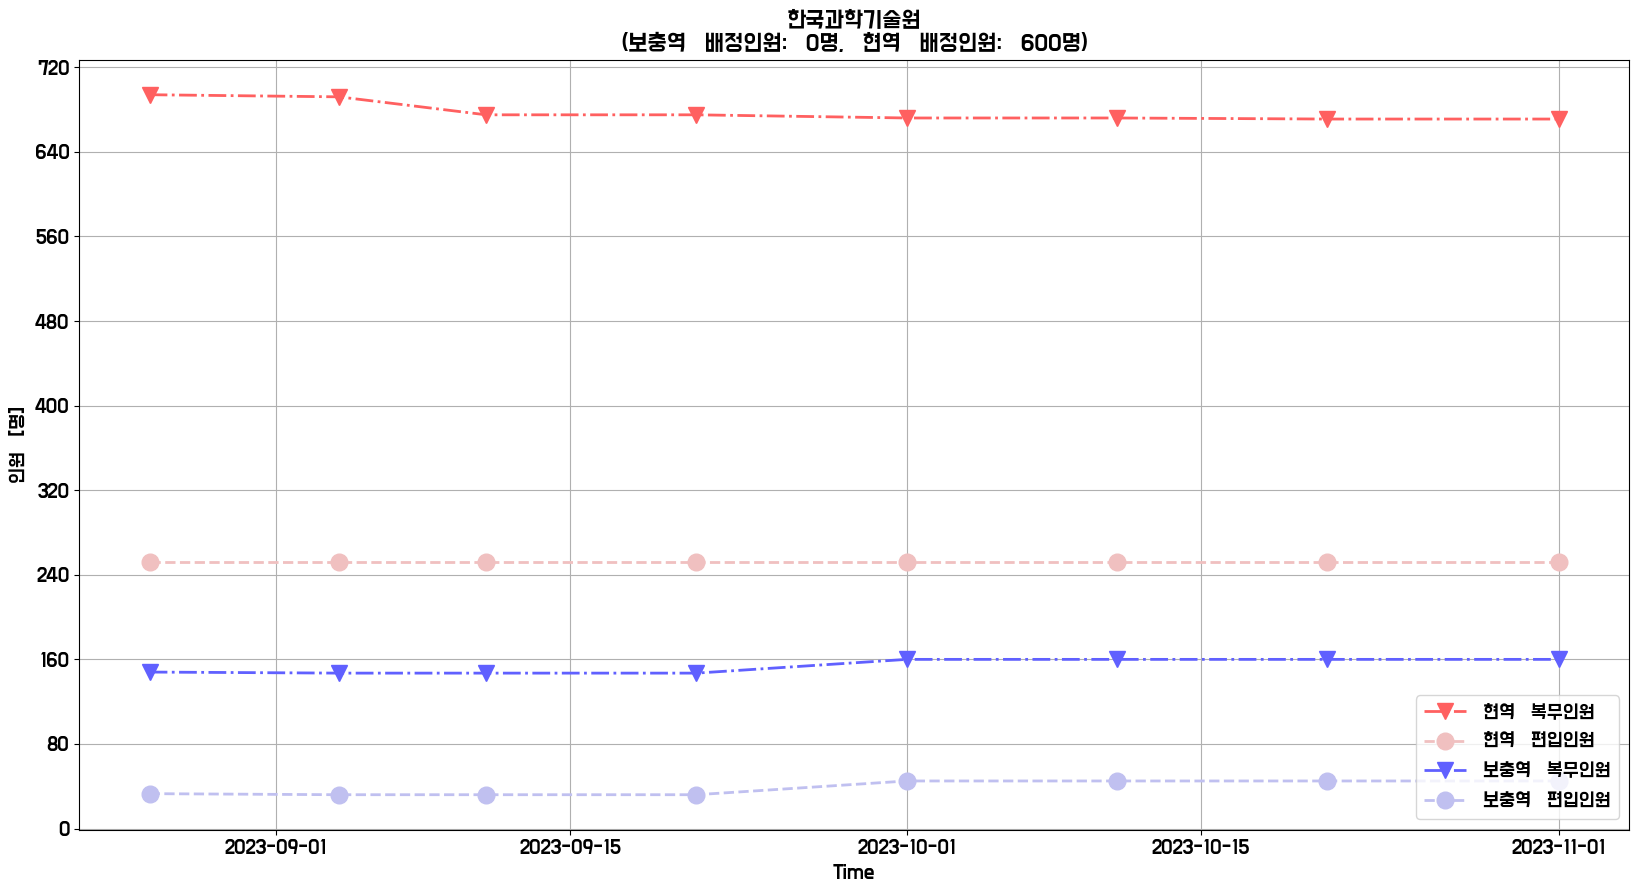 한국과학기술원
(보충역 배정인원: 0명, 현역 배정인원: 600명)
720
640
560
480
400
320
240
160
80
0
인원 [명]
현역 복무인원
현역 편입인원
보충역 복무인원
보충역 편입인원
2023-09-01
2023-09-15
2023-10-01
2023-10-15
2023-11-01
Time